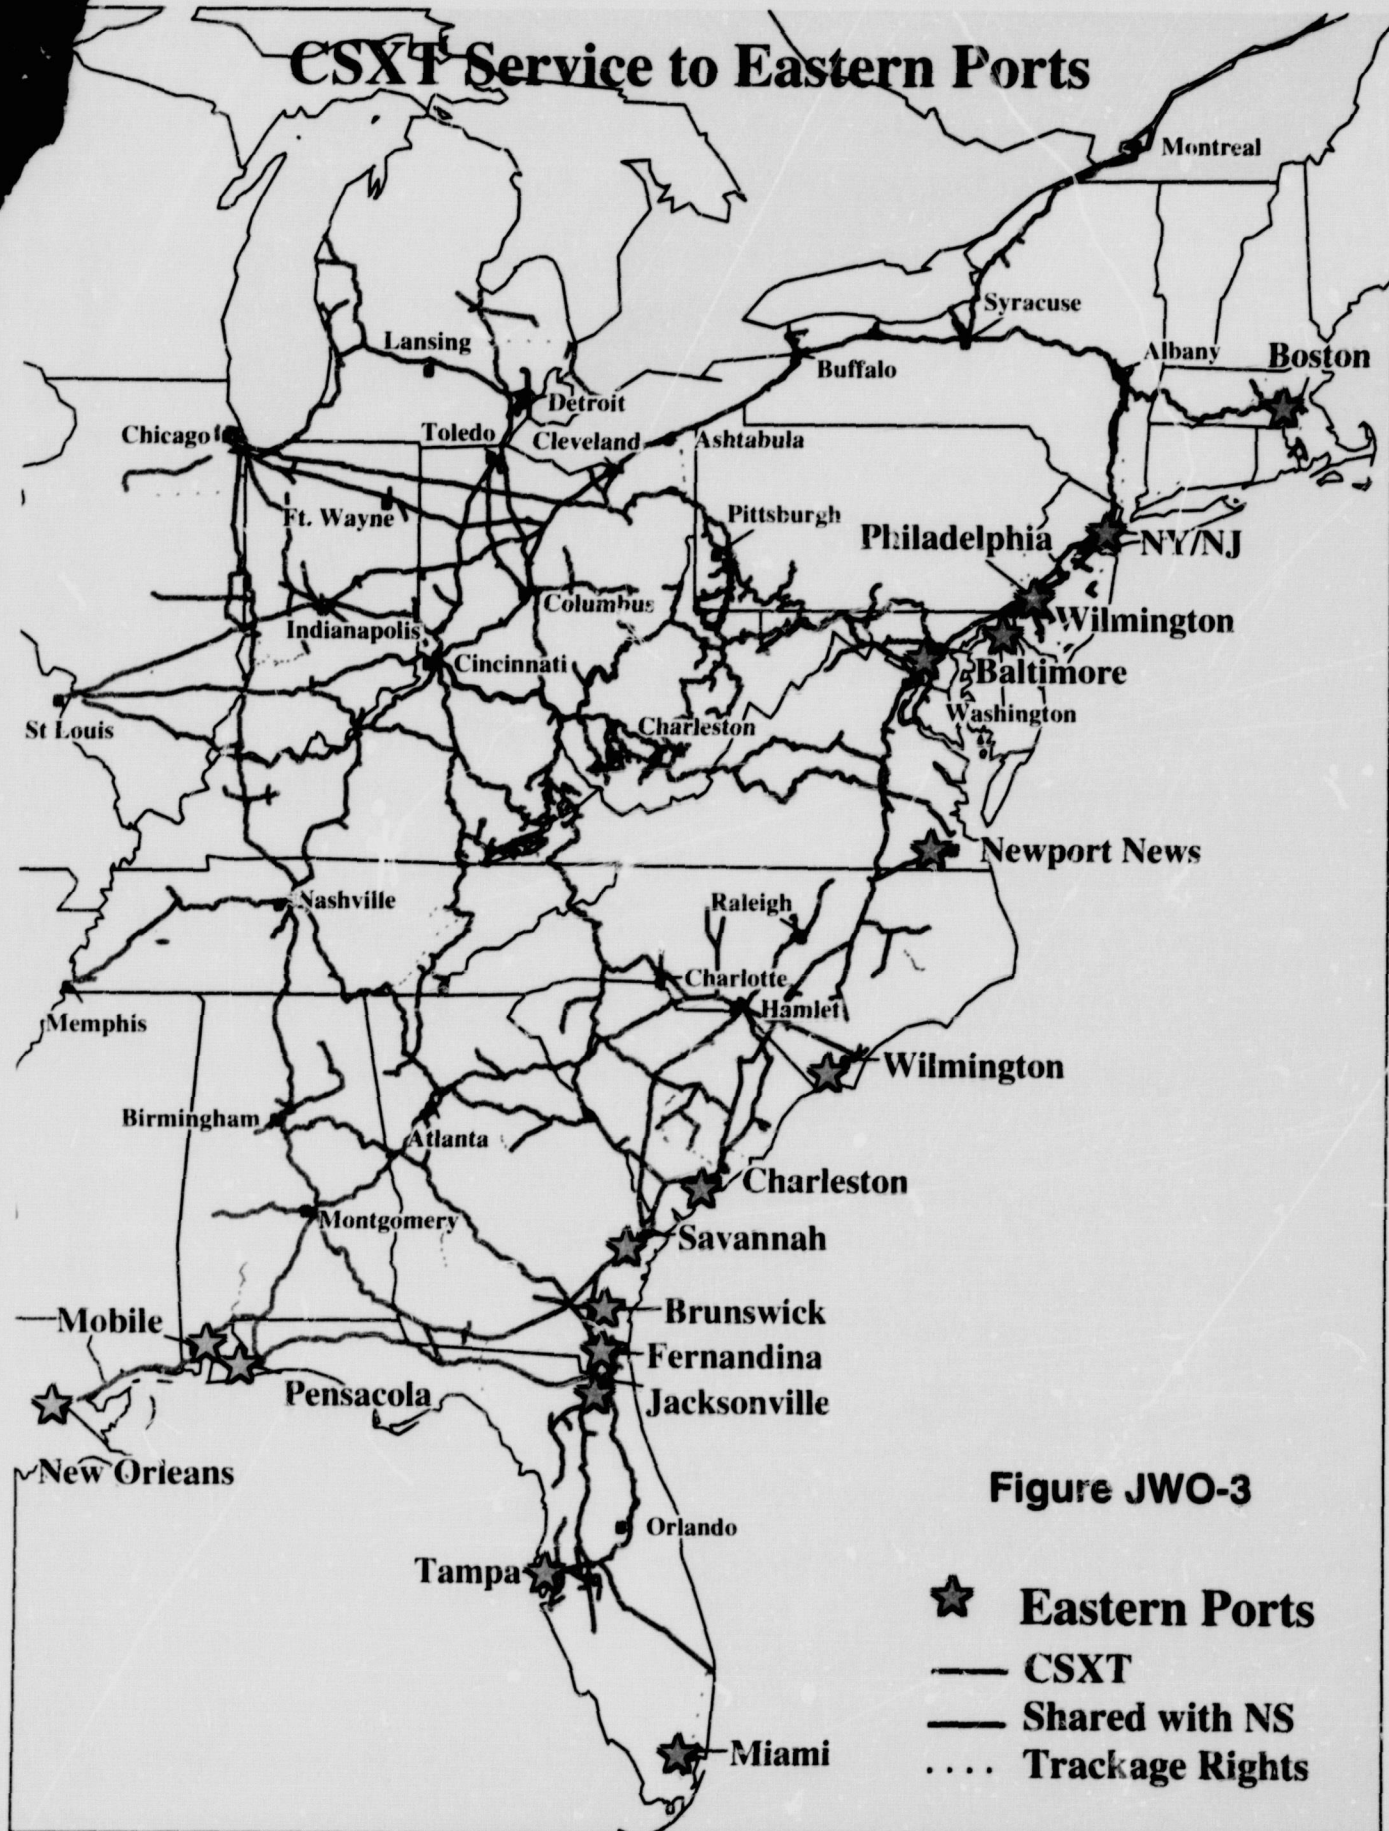 CSXT Service to Eastern Ports
Montreal
Syracuse
Lansing
Albany
Boston
Buffalo
Detroit
Chicago
Toledo
Cleveland
Ashtabula
Ft. Wayne
Pittsburgh
Philadelphia
NY/NJ
Columbus
Wilmington
Indianapolis
Cincinnati
Baltimore
Washington
St Louis
Charleston
Newport News
Nashville
Raleigh
Charlotte
Hamlet
Memphis
Wilmington
Birmingham
Atlanta
Charleston
Montgomery
Savannah
Mobile
Brunswick
Fernandina
Pensacola
Jacksonville
New Orleans
Figure JWO-3
Orlando
Tampa
Eastern Ports
CSXT
Shared with NS
Miami
Trackage Rights